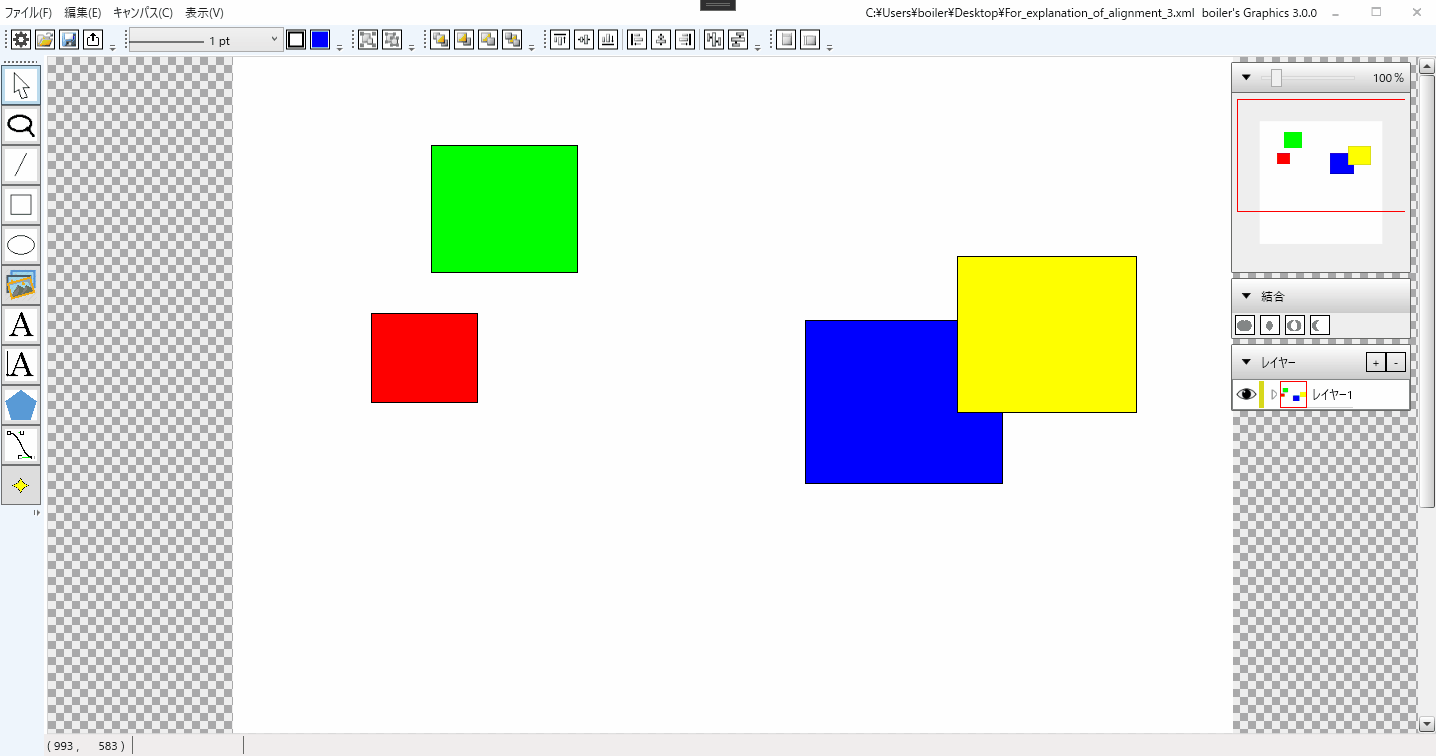 ファイル(F) 編集(E) キャンバス(C) 表示(V) C:¥Users¥boiler¥Desktop¥For_explanation_of_alignment_3.xml boiler's Graphics 3.0.0
1 pt
100 %
結合
レイヤー + -
レイヤー1
A
A
( 993 , 583 )